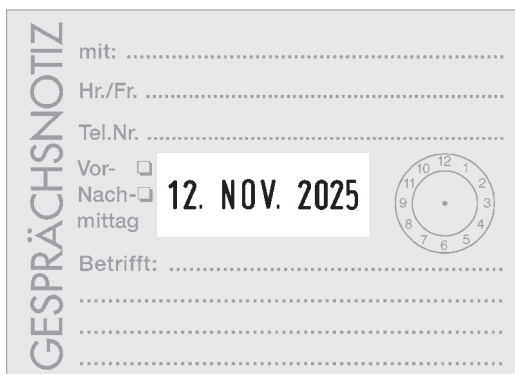 GESPRÄCHSNOTIZ
mit:
Hr./Fr.
Tel.Nr.
Vor- ❏
Nach-❏
mittag
12. NOV. 2025
12 1 2 3 4 5 6 7 8 9 10 11
Betrifft: